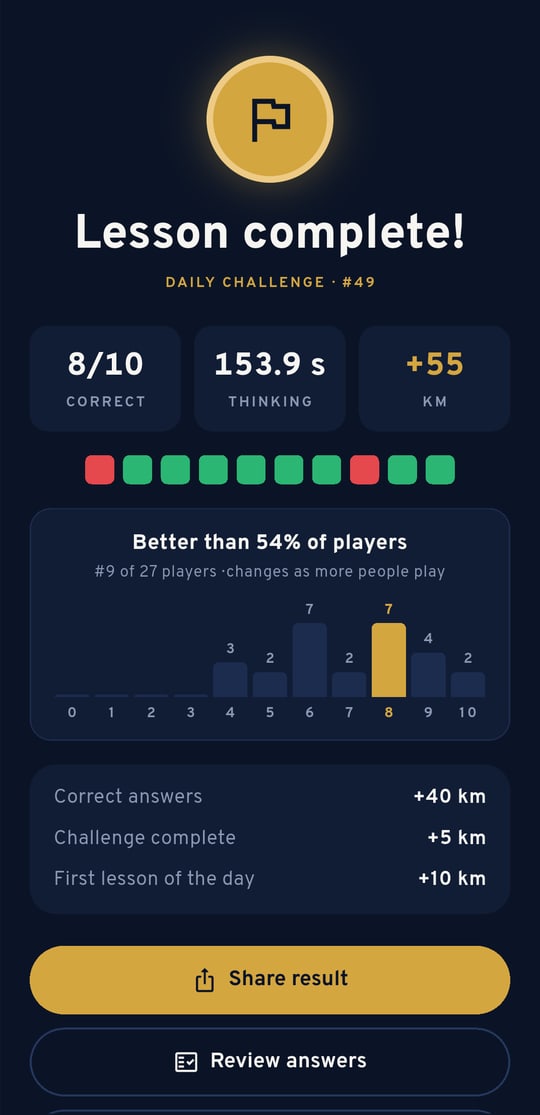 Lesson complete!
DAILY CHALLENGE · #49
8/10 153.9 s +55
CORRECT THINKING KM
Better than 54% of players
#9 of 27 players ·changes as more people play
3 2 7 2 7 4 2
0 1 2 3 4 5 6 7 8 9 10
Correct answers +40 km
Challenge complete +5 km
First lesson of the day +10 km
Share result
Review answers